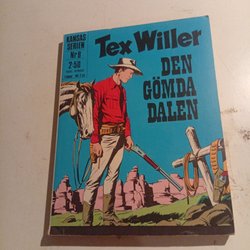 KANSAS
SERIEN
Nr 8
2·50
Tex Willer
DEN
GÖMDA
DALEN